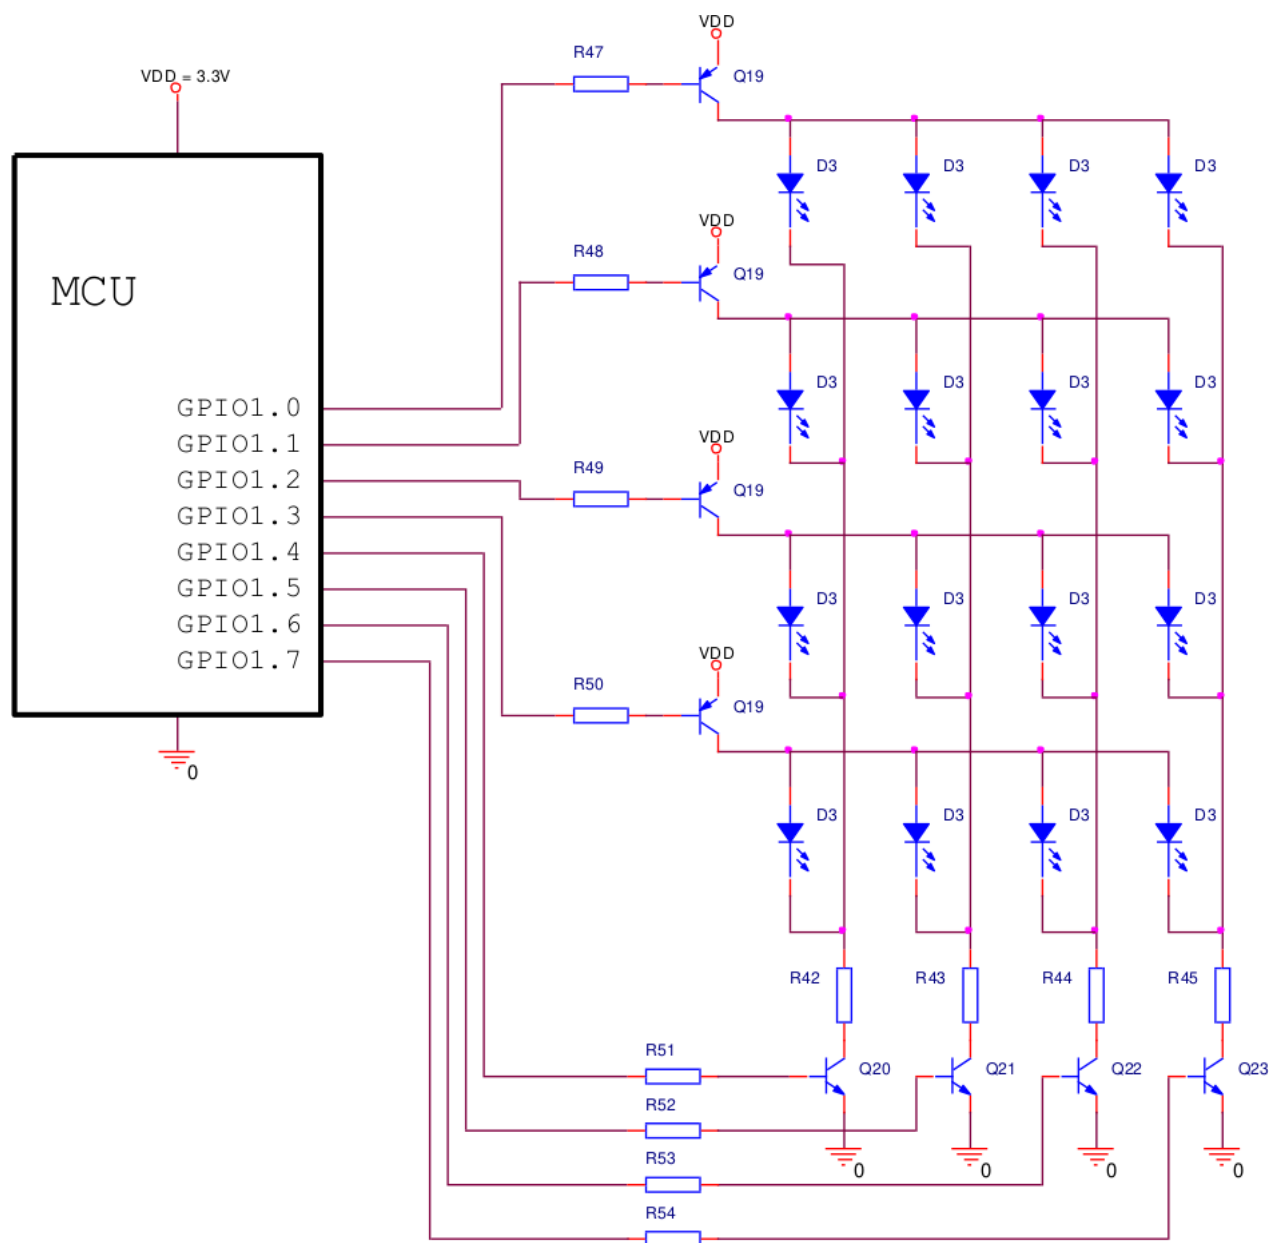 VDD
R47
Q19
VDD = 3.3V
D3 D3 D3 D3
VDD
R48
Q19
MCU
D3 D3 D3 D3
GPIO1.0
GPIO1.1
GPIO1.2
GPIO1.3
GPIO1.4
GPIO1.5
GPIO1.6
GPIO1.7
VDD
R49
Q19
D3 D3 D3 D3
VDD
R50
Q19
0
D3 D3 D3 D3
R42 R43 R44 R45
R51
Q20 Q21 Q22 Q23
R52
R53
0 0 0 0
R54